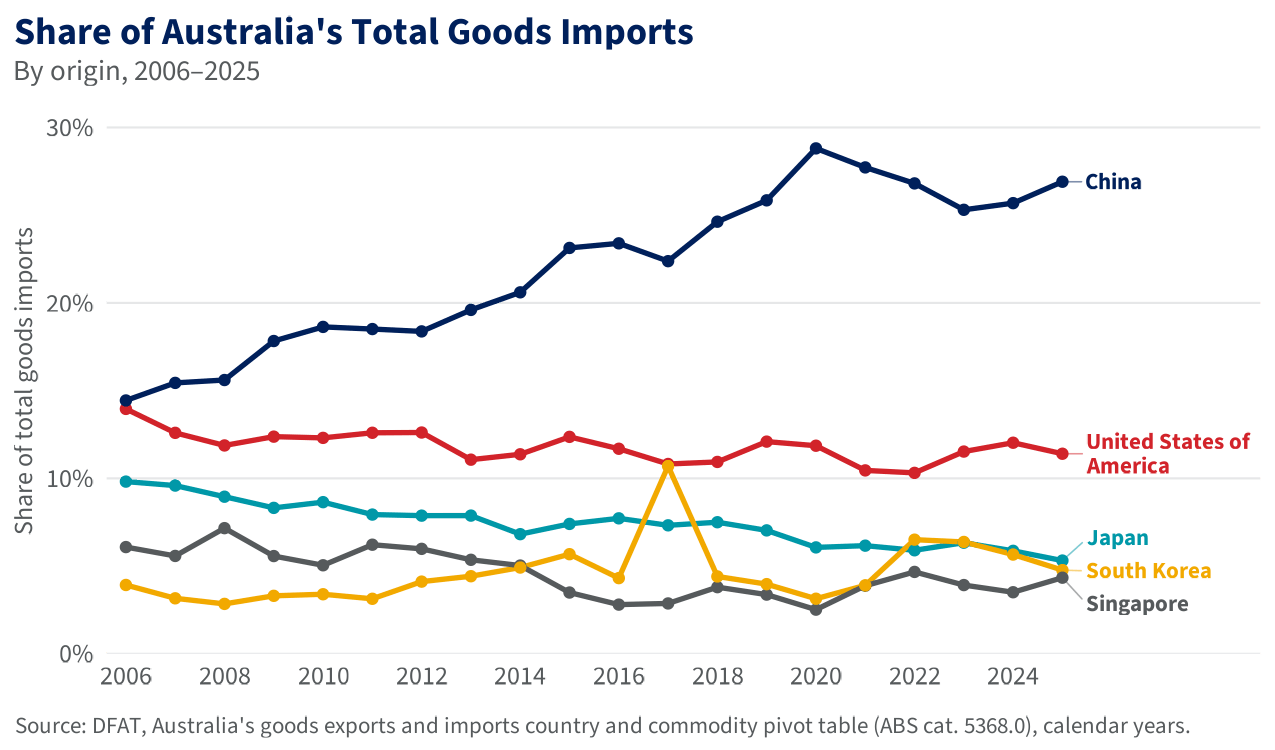 Share of Australia's Total Goods Imports
By origin, 2006–2025
Share of total goods imports
30%
20%
10%
0%
China
United States of
America
Japan
South Korea
Singapore
2006 2008 2010 2012 2014 2016 2018 2020 2022 2024
Source: DFAT, Australia's goods exports and imports country and commodity pivot table (ABS cat. 5368.0), calendar years.